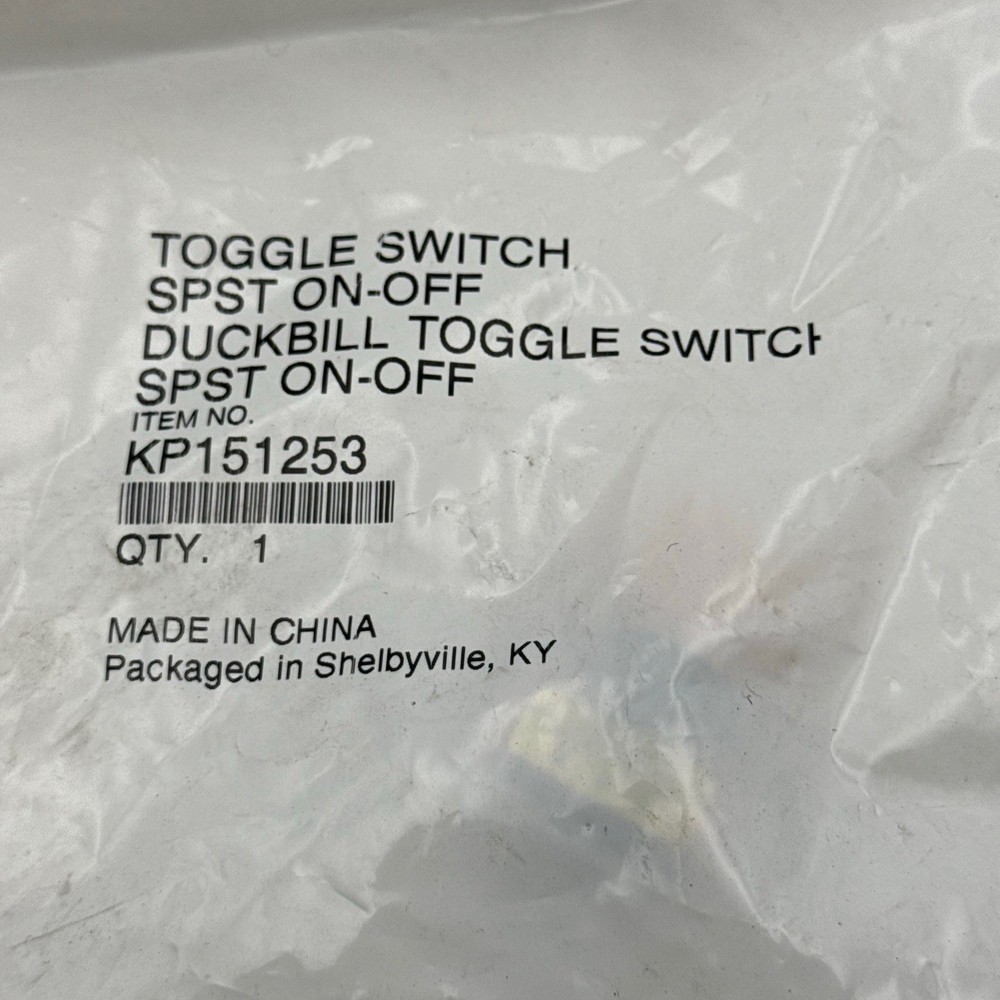 TOGGLE SWITCH
SPST ON-OFF
DUCKBILL TOGGLE SWITCH
SPST ON-OFF
ITEM NO.
KP151253
QTY. 1
MADE IN CHINA
Packaged in Shelbyville, KY